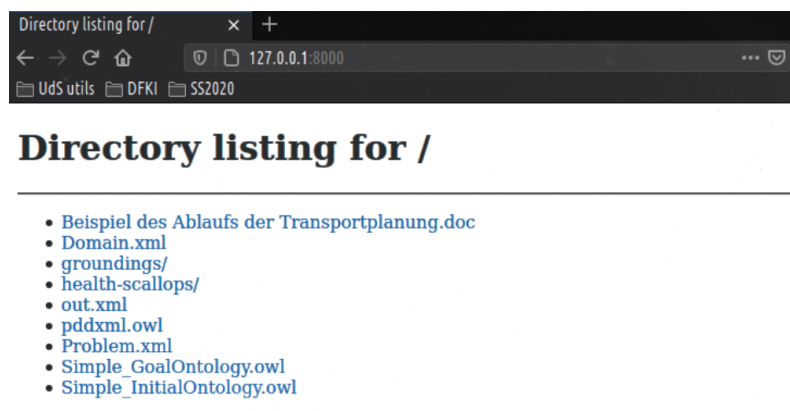 Directory listing for /
127.0.0.1:8000
UdS utils DFKI SS2020
Directory listing for /
Beispiel des Ablaufs der Transportplanung.doc
Domain.xml
groundings/
health-scallops/
out.xml
pddxml.owl
Problem.xml
Simple_GoalOntology.owl
Simple_InitialOntology.owl